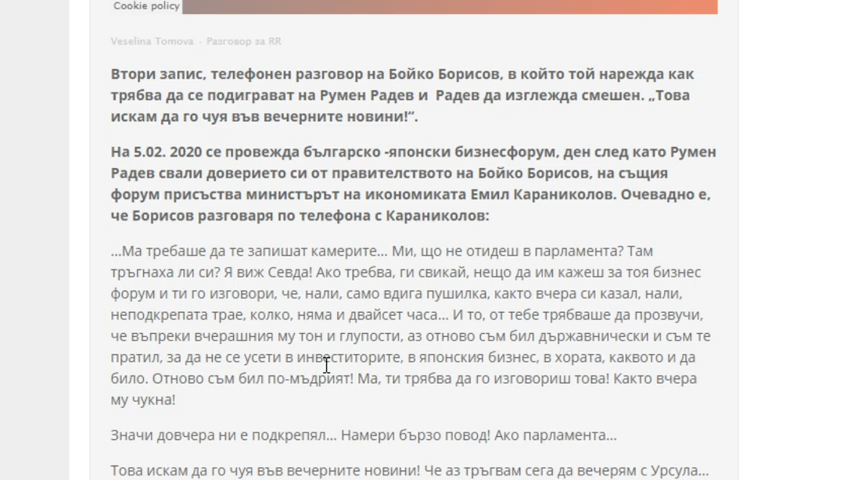 Cookie policy
Veselina Tomova · Разговор за RR
Втори запис, телефонен разговор на Бойко Борисов, в който той нарежда как
трябва да се подиграват на Румен Радев и Радев да изглежда смешен. „Това
искам да го чуя във вечерните новини!“.
На 5.02. 2020 се провежда българско -японски бизнесфорум, ден след като Румен
Радев свали доверието си от правителството на Бойко Борисов, на същия
форум присъства министърът на икономиката Емил Караниколов. Очевадно е,
че Борисов разговаря по телефона с Караниколов:
...Ма требаше да те запишат камерите... Ми, що не отидеш в парламента? Там
тръгнаха ли си? Я виж Севда! Ако требва, ги свикай, нещо да им кажеш за тоя бизнес
форум и ти го изговори, че, нали, само вдига пушилка, както вчера си казал, нали,
неподкрепата трае, колко, няма и двайсет часа... И то, от тебе трябваше да прозвучи,
че въпреки вчерашния му тон и глупости, аз отново съм бил държавнически и съм те
пратил, за да не се усети в инвеститорите, в японския бизнес, в хората, каквото и да
било. Отново съм бил по-мъдрият! Ма, ти трябва да го изговориш това! Както вчера
му чукна!
Значи довчера ни е подкрепял... Намери бързо повод! Ако парламента...
Това искам да го чуя във вечерните новини! Че аз тръгвам сега да вечерям с Урсула...